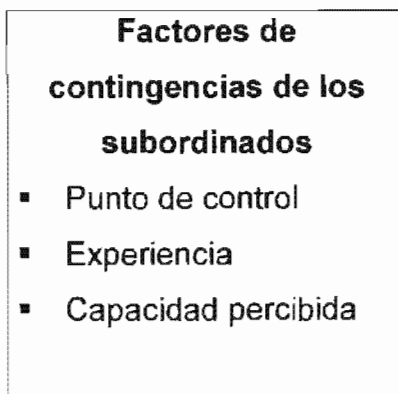 Factores de
contingencias de los
subordinados
▪ Punto de control
▪ Experiencia
▪ Capacidad percibida